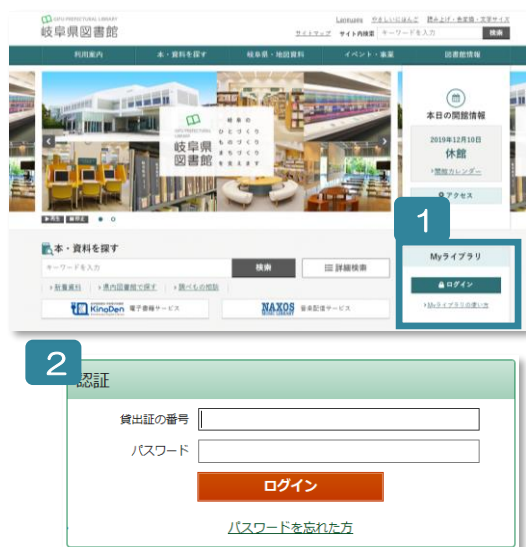 GIFU PREFECTURAL LIBRARY
岐阜県図書館
Language やさしいにほんご 読み上げ・色変換・文字サイズ
サイトマップ サイト内検索 キーワードを入力 検索
利用案内 本・資料を探す 岐阜県・地図資料 イベント・事業 図書館情報
本日の開館情報
2019年12月10日
休館
開館カレンダー
アクセス
GIFU PREFECTURAL LIBRARY
岐阜県
図書館
岐阜の
ひとづくり
ものづくり
まちづくり
を支えます
再生 停止
1
本・資料を探す
キーワードを入力 検索 詳細検索
新着資料 県内図書館で探す 調べもの相談
KinoDen 電子書籍サービス
NAXOS MUSIC LIBRARY 音楽配信サービス
Myライブラリ
ログイン
Myライブラリの使い方
2
認証
貸出証の番号
パスワード
ログイン
パスワードを忘れた方